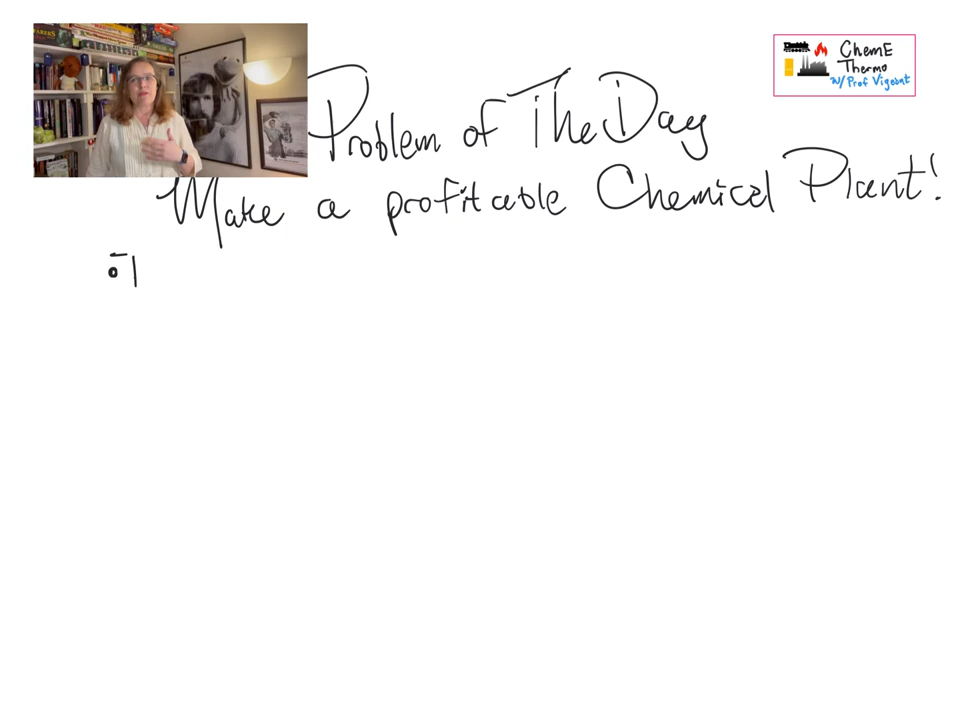 ChemE
Thermo
w/ Prof Vigeant
Problem of The Day
Make a profitable Chemical Plant!